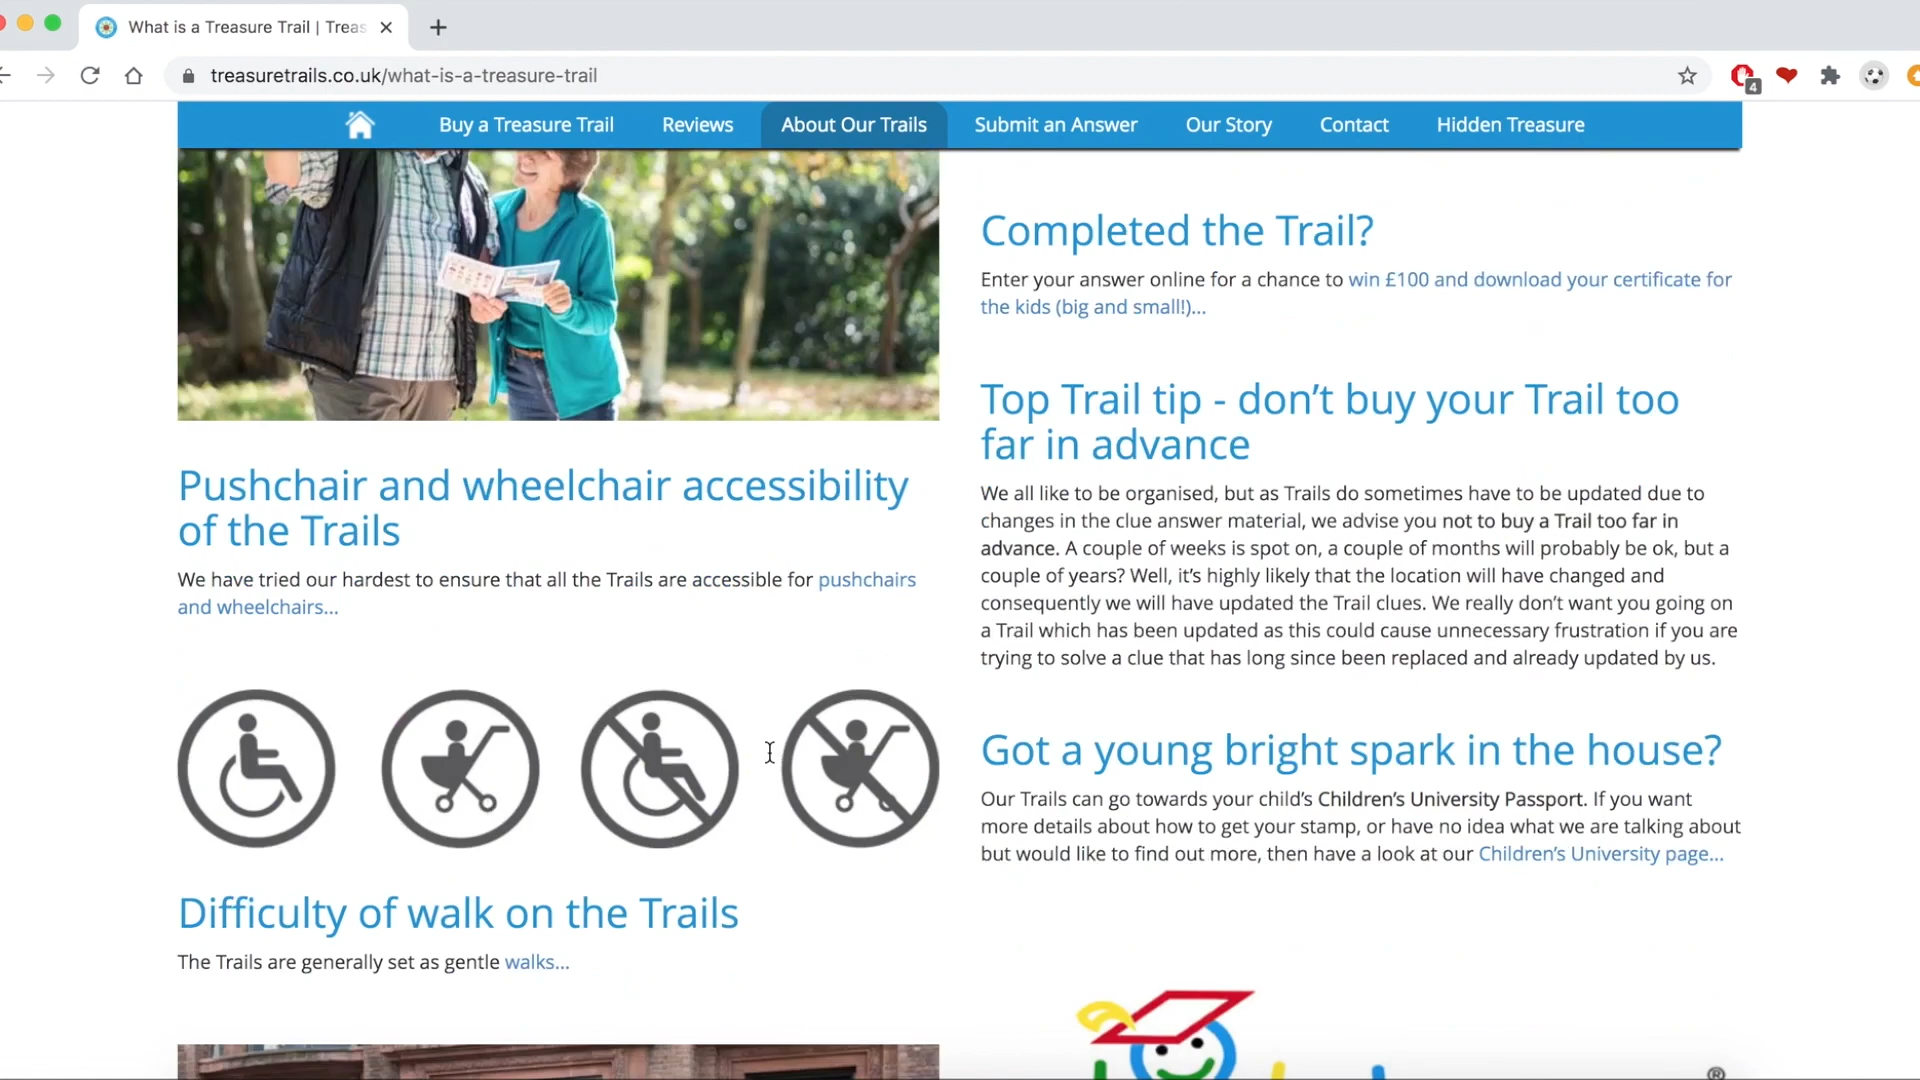 What is a Treasure Trail | Treas
treasuretrails.co.uk/what-is-a-treasure-trail
4
Buy a Treasure Trail Reviews About Our Trails Submit an Answer Our Story Contact Hidden Treasure
Pushchair and wheelchair accessibility
of the Trails
We have tried our hardest to ensure that all the Trails are accessible for pushchairs
and wheelchairs...
Difficulty of walk on the Trails
The Trails are generally set as gentle walks...
Completed the Trail?
Enter your answer online for a chance to win £100 and download your certificate for
the kids (big and small!)...
Top Trail tip - don’t buy your Trail too
far in advance
We all like to be organised, but as Trails do sometimes have to be updated due to
changes in the clue answer material, we advise you not to buy a Trail too far in
advance. A couple of weeks is spot on, a couple of months will probably be ok, but a
couple of years? Well, it’s highly likely that the location will have changed and
consequently we will have updated the Trail clues. We really don’t want you going on
a Trail which has been updated as this could cause unnecessary frustration if you are
trying to solve a clue that has long since been replaced and already updated by us.
Got a young bright spark in the house?
Our Trails can go towards your child’s Children’s University Passport. If you want
more details about how to get your stamp, or have no idea what we are talking about
but would like to find out more, then have a look at our Children’s University page...
®